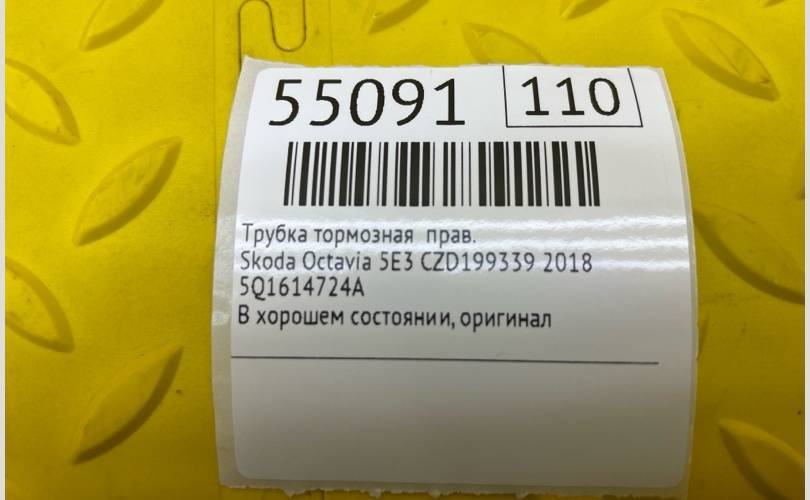 55091 110
Трубка тормозная прав.
Skoda Octavia 5E3 CZD199339 2018
5Q1614724A
В хорошем состоянии, оригинал